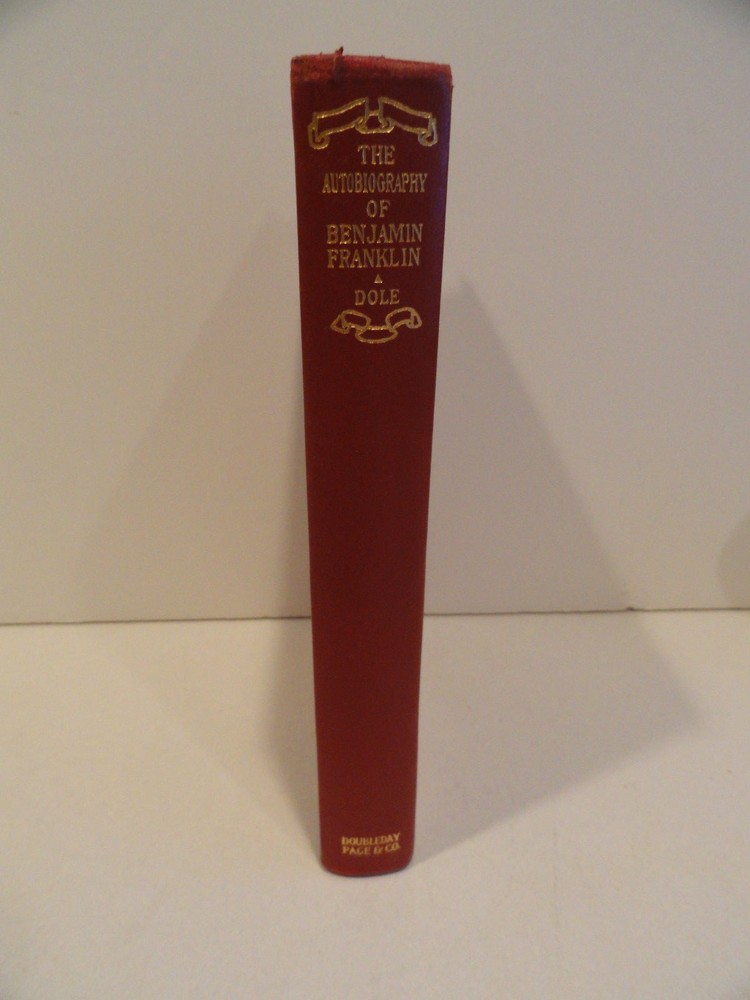 THE
AUTOBIOGRAPHY
OF
BENJAMIN
FRANKLIN
DOLE
DOUBLEDAY
PAGE & CO.